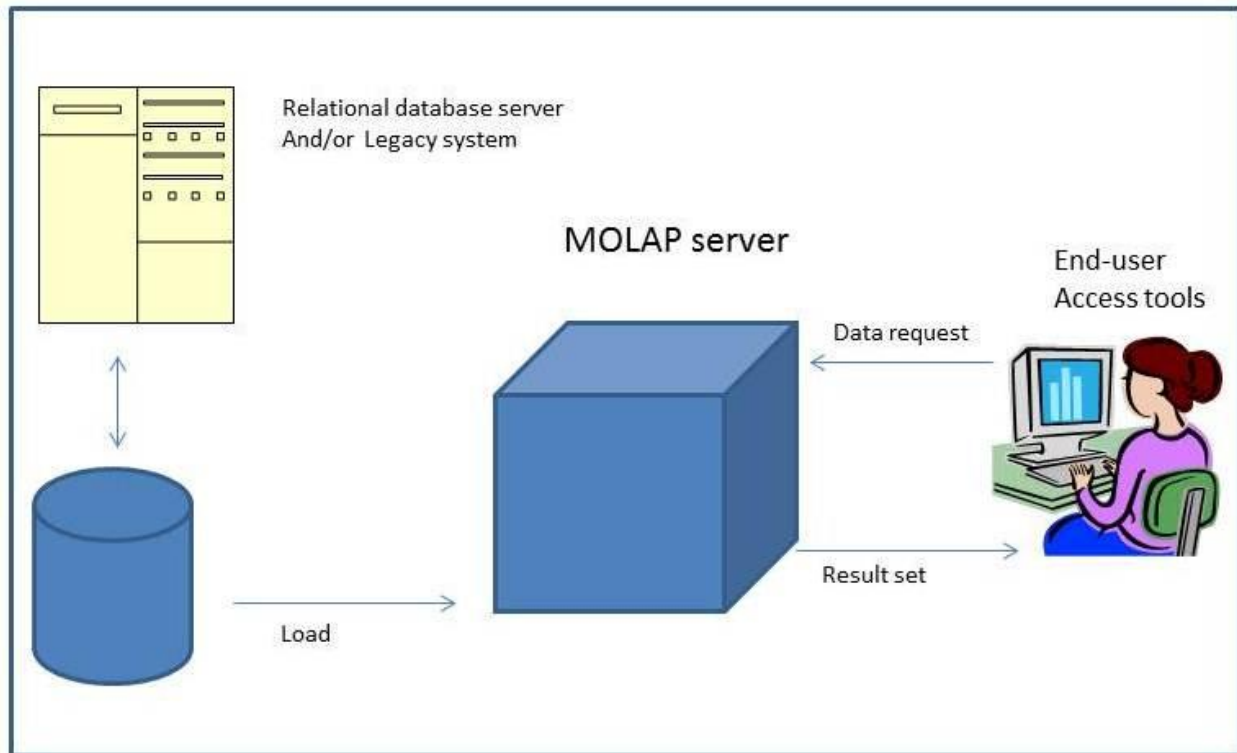 Relational database server
And/or Legacy system
MOLAP server
End-user
Access tools
Data request
Result set
Load